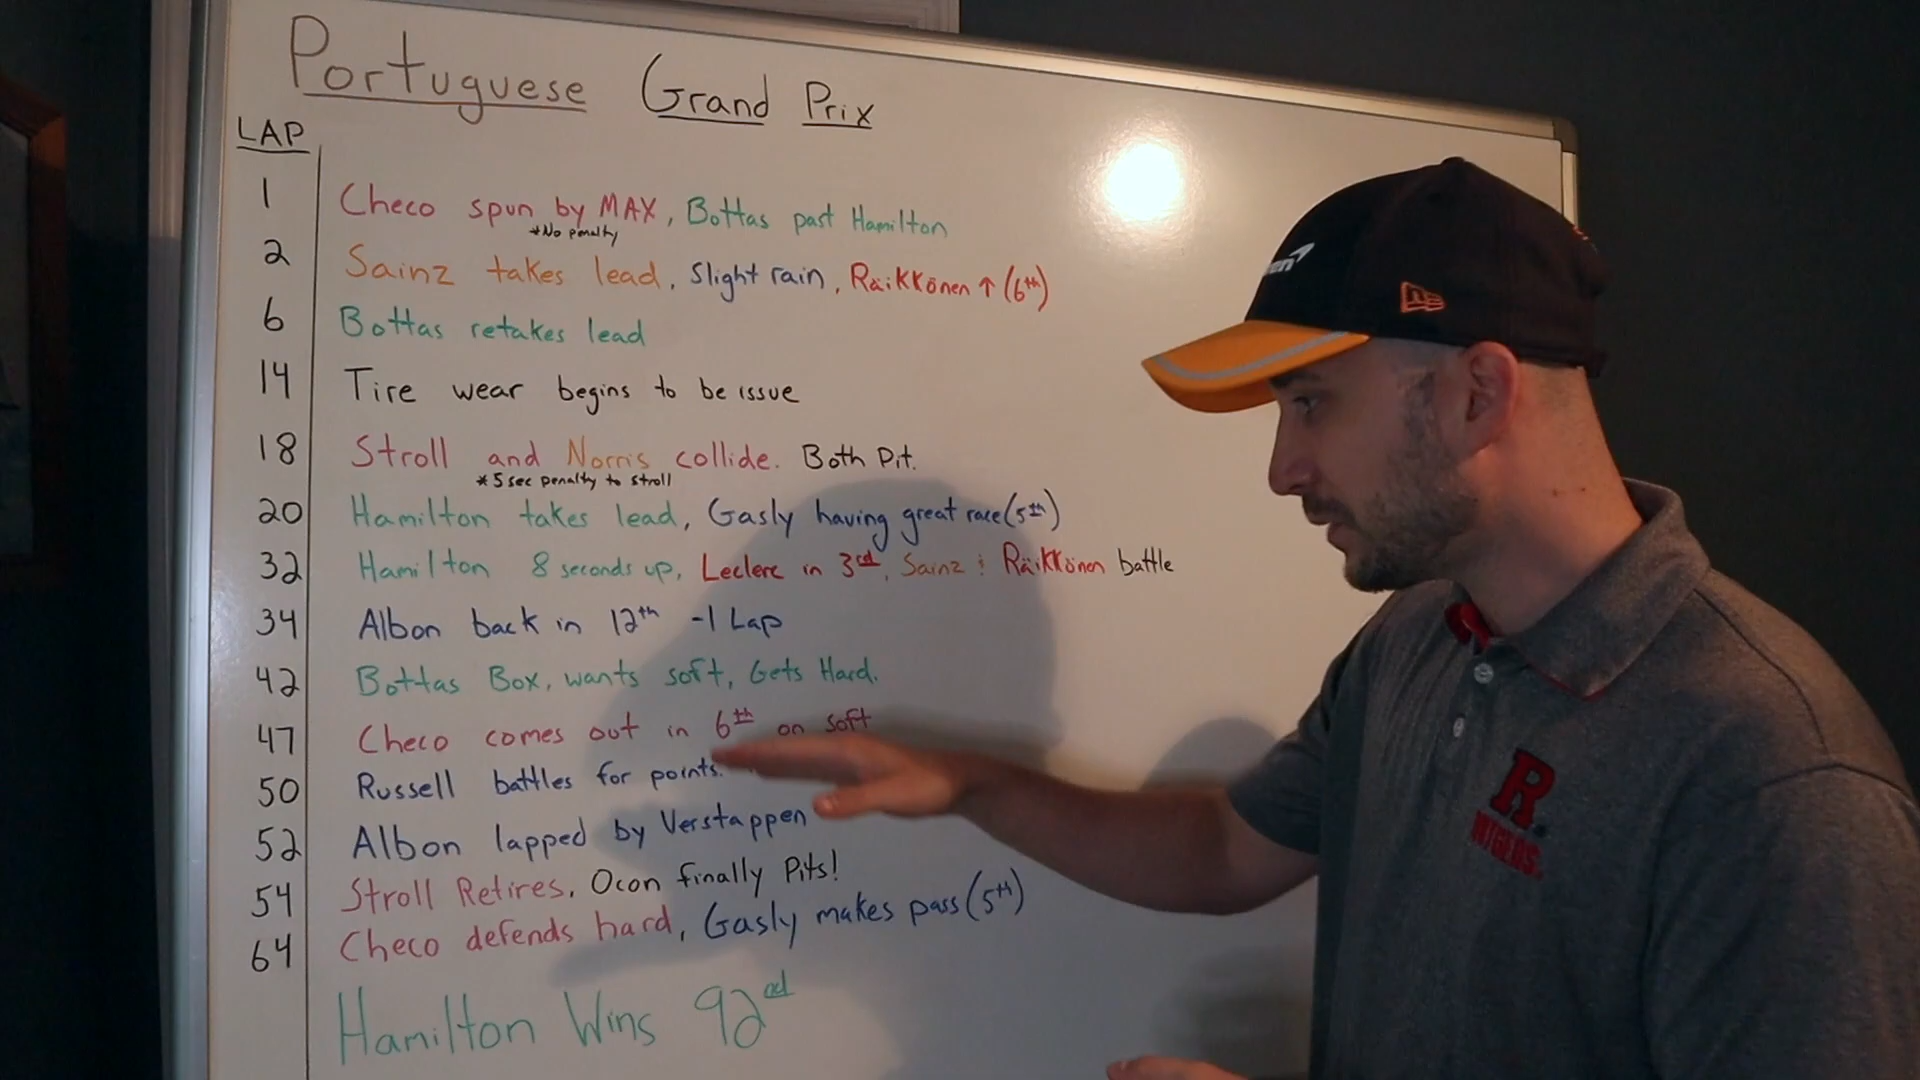 Portuguese Grand Prix
LAP
1 Checo spun by MAX, Bottas past Hamilton
*No penalty
2 Sainz takes lead, Slight rain, Räikkönen ↑ (6th)
6 Bottas retakes lead
14 Tire wear begins to be issue
18 Stroll and Norris collide. Both Pit.
*5 sec penalty to stroll
20 Hamilton takes lead, Gasly having great race (5th)
32 Hamilton 8 seconds up, Leclerc in 3rd, Sainz & Räikkönen battle
34 Albon back in 12th -1 Lap
42 Bottas Box, wants soft, Gets Hard.
47 Checo comes out in 6th on soft
50 Russell battles for points.
52 Albon lapped by Verstappen
54 Stroll Retires, Ocon finally Pits!
64 Checo defends hard, Gasly makes pass (5th)
Hamilton Wins 92nd
R
RUTGERS